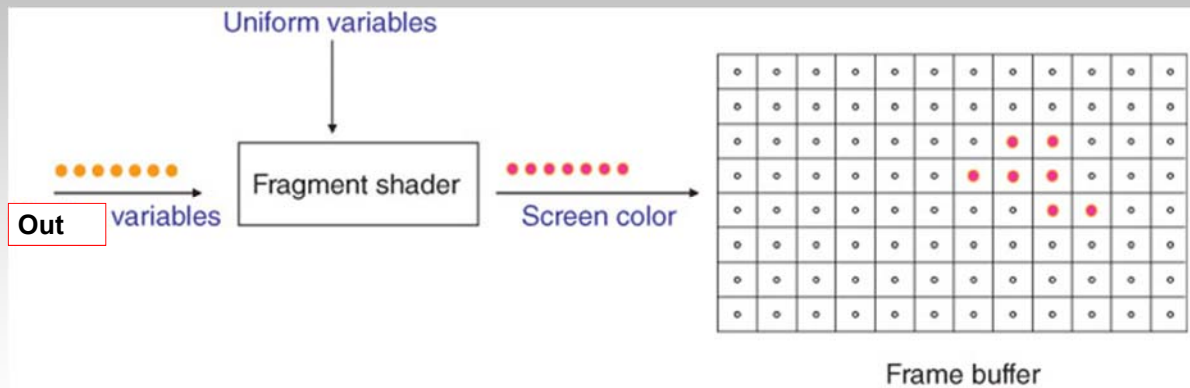 Uniform variables
Fragment shader
Out variables
Screen color
Frame buffer